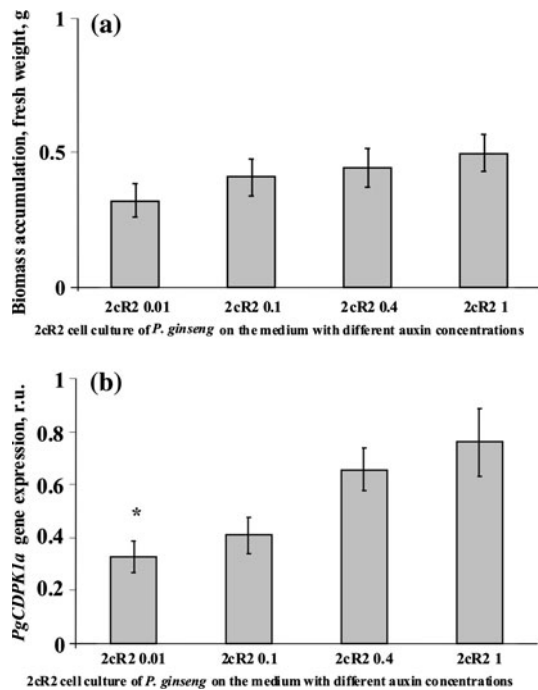 (a)
Biomass accumulation, fresh weight, g
1
0.5
0
2cR2 0.01 2cR2 0.1 2cR2 0.4 2cR2 1
2cR2 cell culture of P. ginseng on the medium with different auxin concentrations
(b)
PgCDPK1a gene expression, r.u.
1
0.8
0.6
0.4
0.2
0
*
2cR2 0.01 2cR2 0.1 2cR2 0.4 2cR2 1
2cR2 cell culture of P. ginseng on the medium with different auxin concentrations